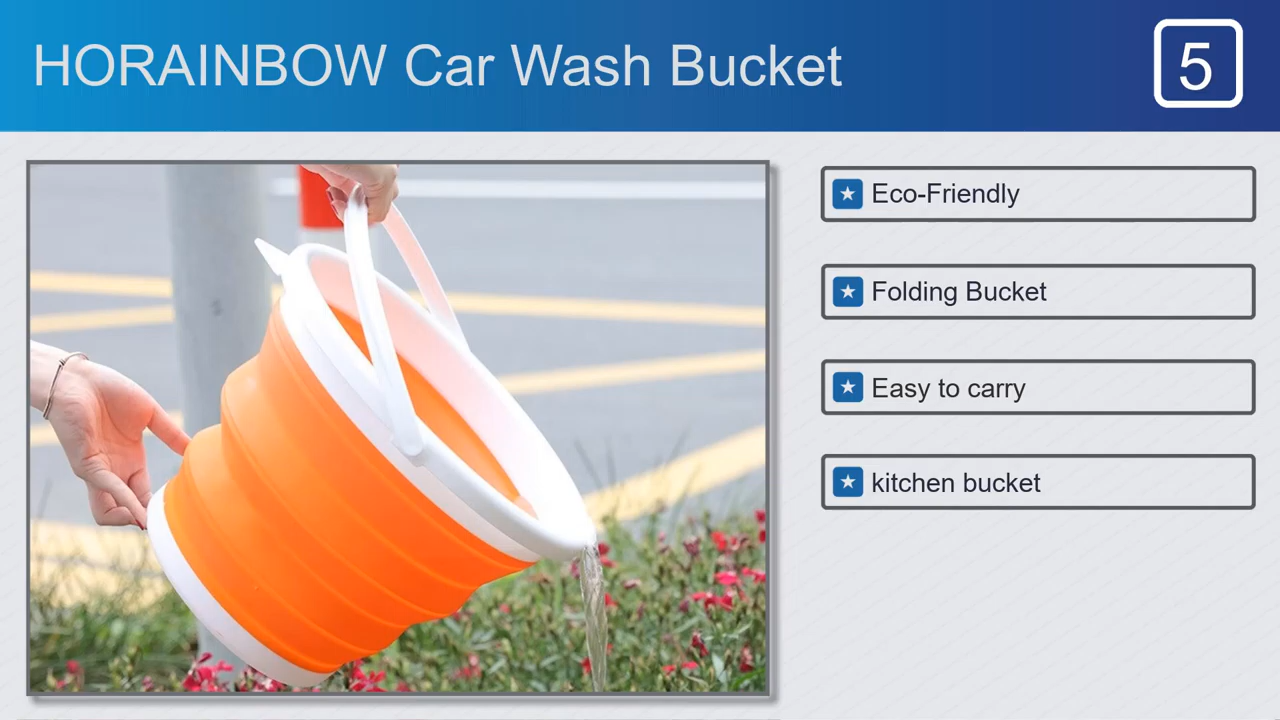 HORAINBOW Car Wash Bucket
5
Eco-Friendly
Folding Bucket
Easy to carry
kitchen bucket